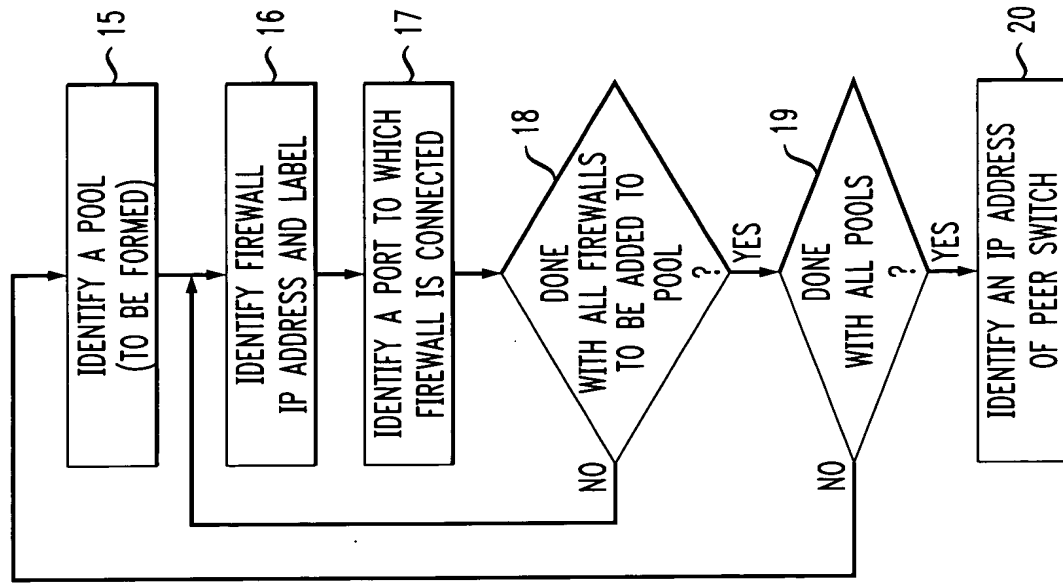 IDENTIFY A POOL
(TO BE FORMED)
15
IDENTIFY FIREWALL
IP ADDRESS AND LABEL
16
IDENTIFY A PORT TO WHICH
FIREWALL IS CONNECTED
17
DONE
WITH ALL FIREWALLS
TO BE ADDED TO
POOL
?
18
NO
YES
DONE
WITH ALL POOLS
?
19
NO
YES
IDENTIFY AN IP ADDRESS
OF PEER SWITCH
20